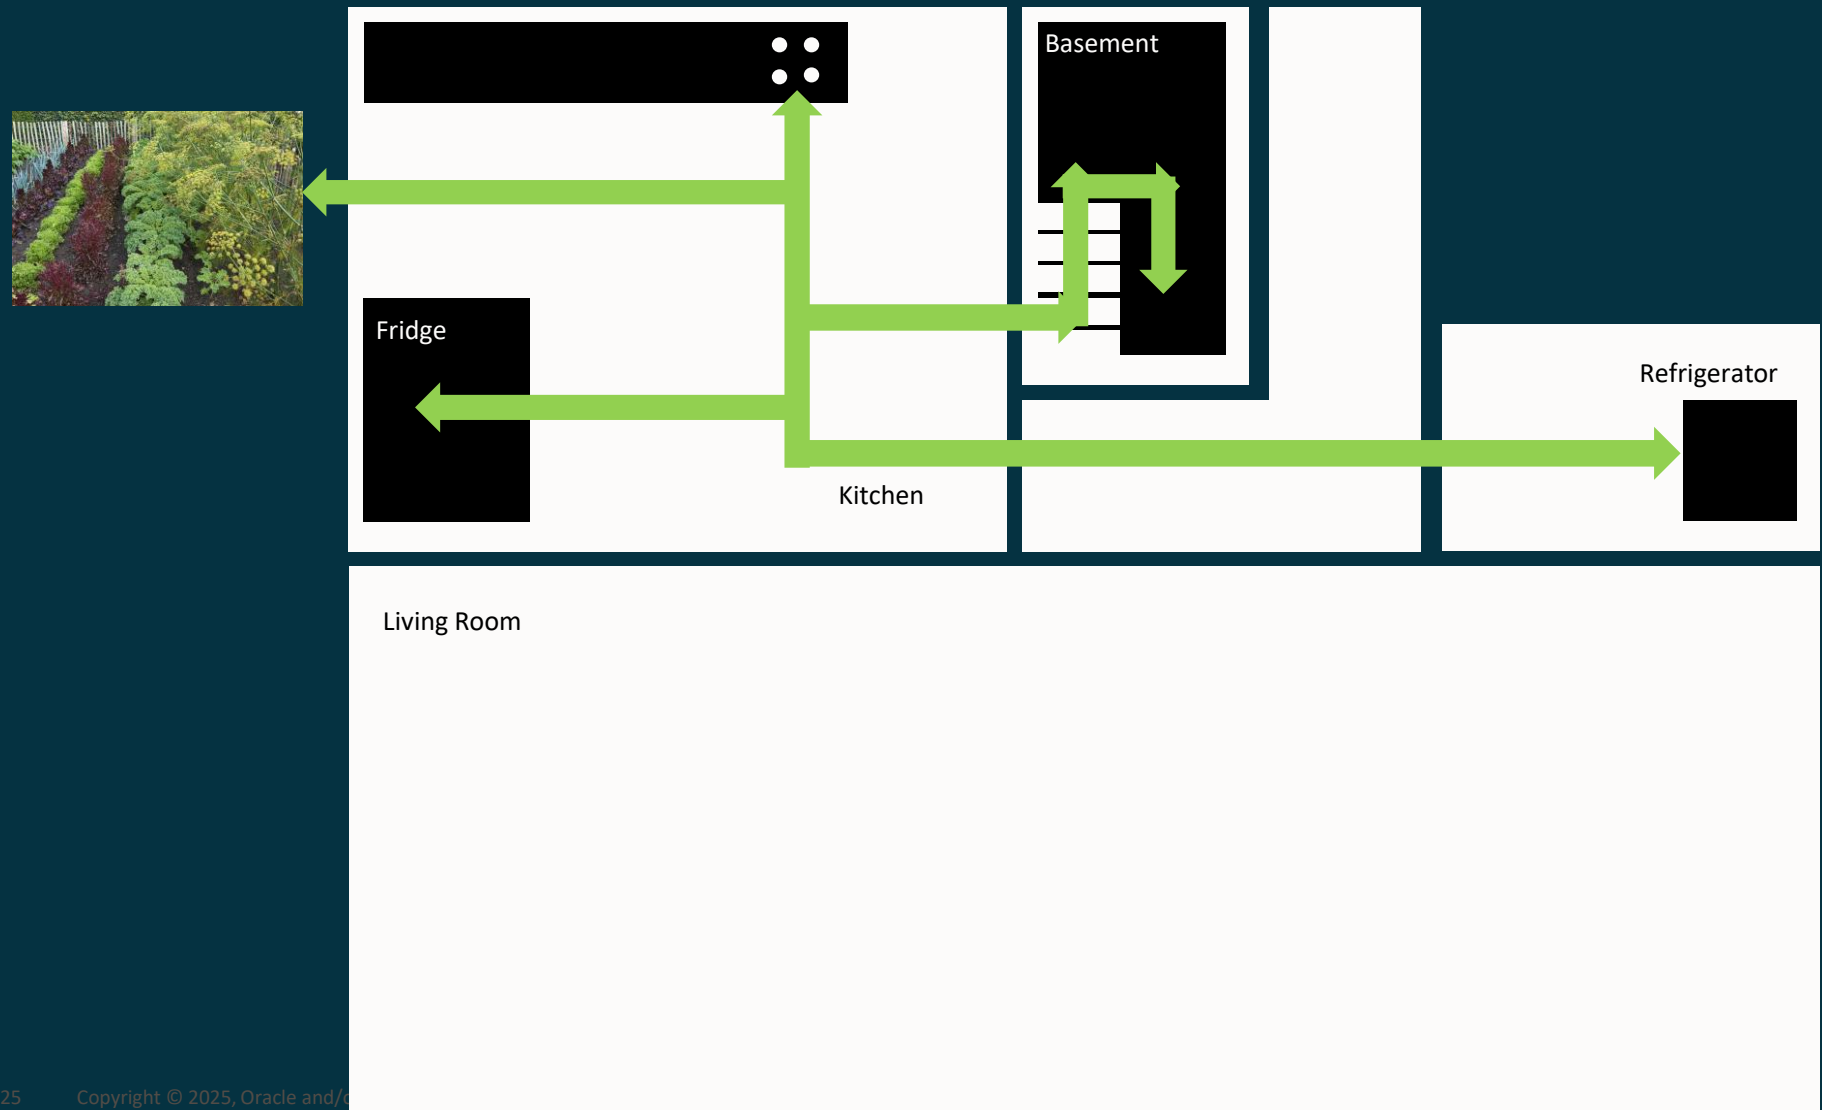 Basement
Fridge
Refrigerator
Kitchen
Living Room
25 Copyright © 2025, Oracle and/